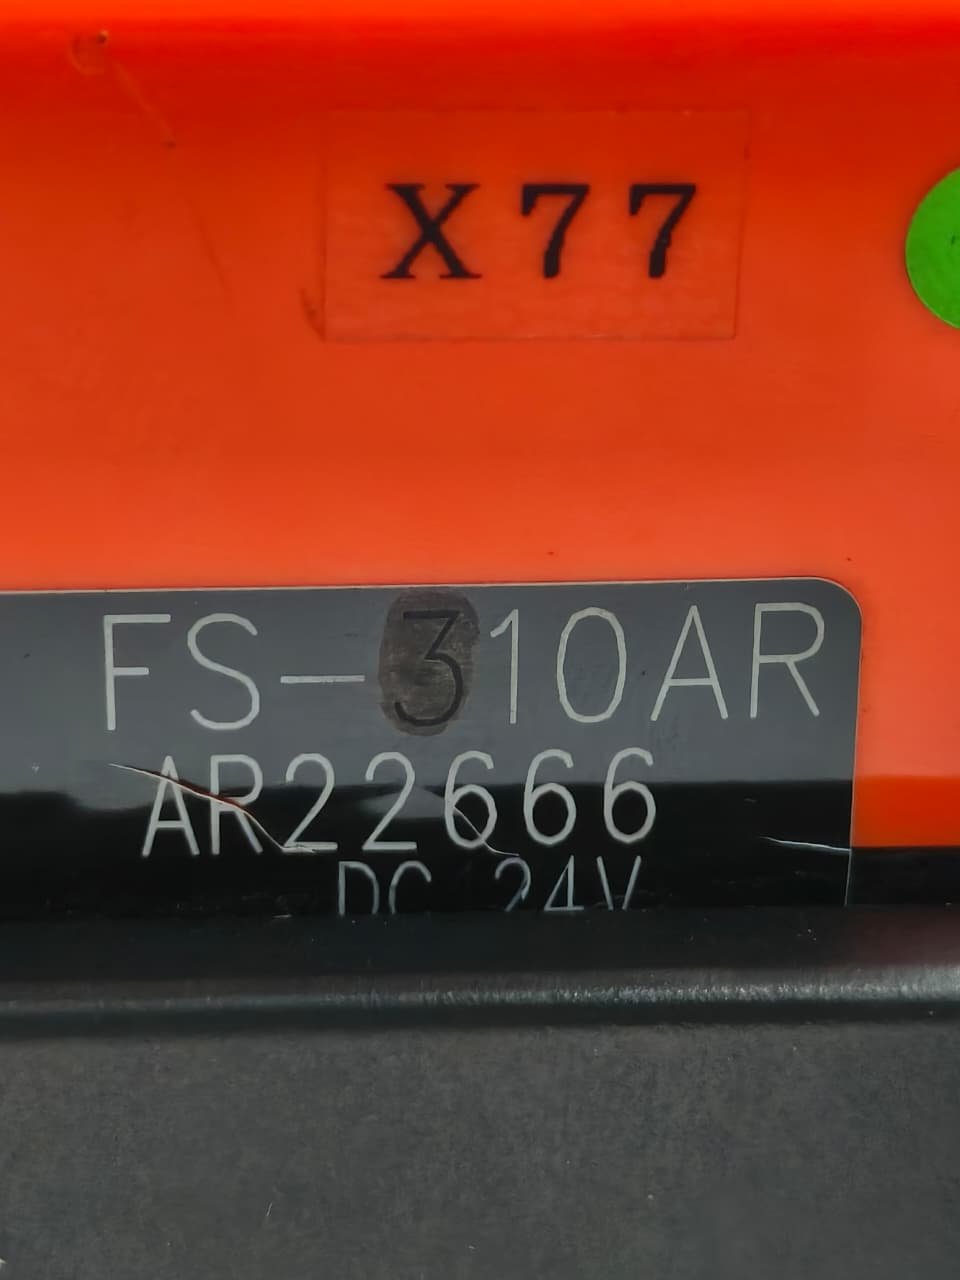 X77
FS-310AR
AR22666
DC 24V